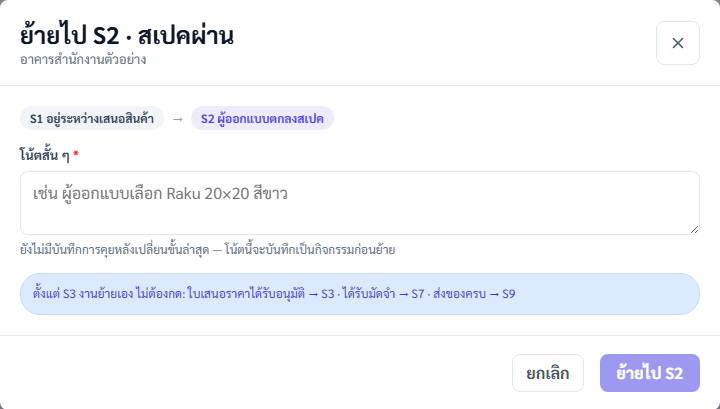 ย้ายไป S2 · สเปคผ่าน
อาคารสำนักงานตัวอย่าง
S1 อยู่ระหว่างเสนอสินค้า → S2 ผู้ออกแบบตกลงสเปค
โน้ตสั้น ๆ *
เช่น ผู้ออกแบบเลือก Raku 20×20 สีขาว
ยังไม่มีบันทึกการคุยหลังเปลี่ยนขั้นล่าสุด — โน้ตนี้จะบันทึกเป็นกิจกรรมก่อนย้าย
ตั้งแต่ S3 งานย้ายเอง ไม่ต้องกด: ใบเสนอราคาได้รับอนุมัติ → S3 · ได้รับมัดจำ → S7 · ส่งของครบ → S9
ยกเลิก
ย้ายไป S2